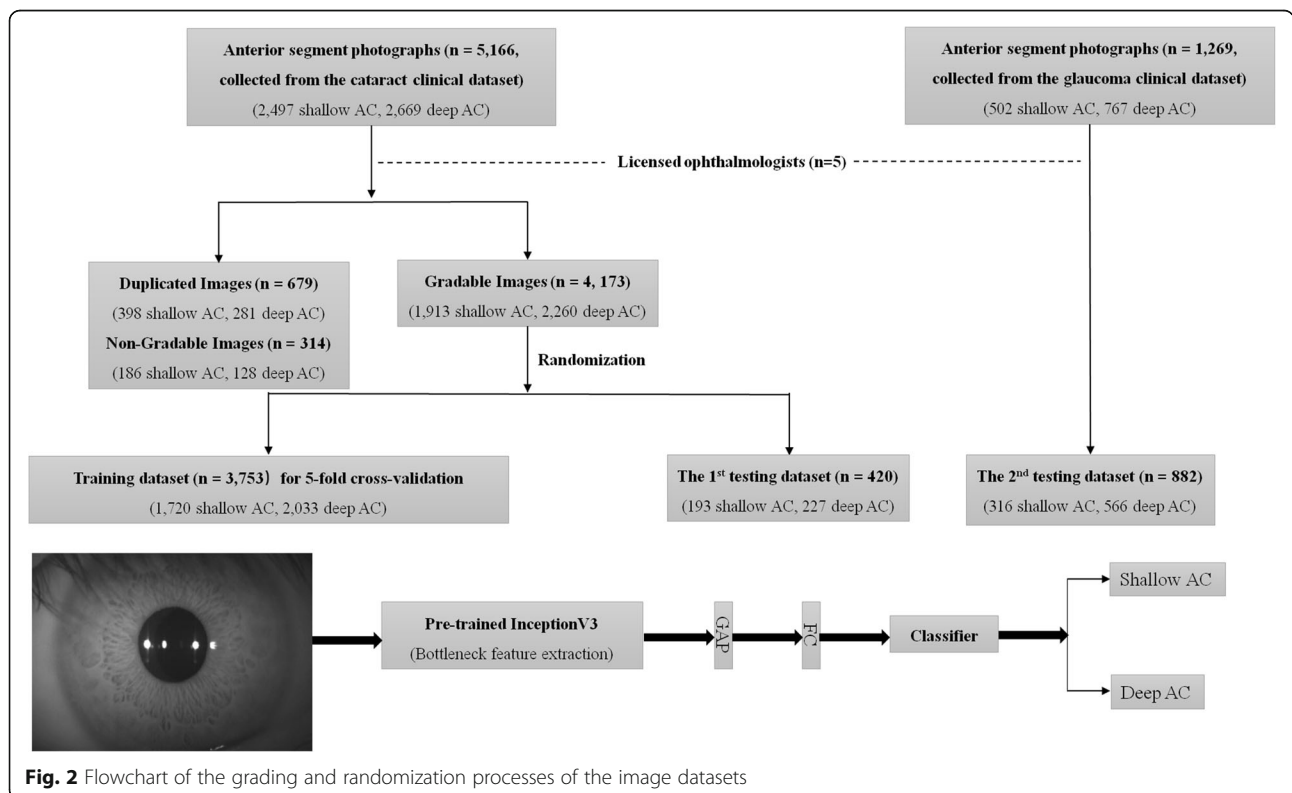 Anterior segment photographs (n = 5,166,
collected from the cataract clinical dataset)
(2,497 shallow AC, 2,669 deep AC)
Anterior segment photographs (n = 1,269,
collected from the glaucoma clinical dataset)
(502 shallow AC, 767 deep AC)
Licensed ophthalmologists (n=5)
Duplicated Images (n = 679)
(398 shallow AC, 281 deep AC)
Non-Gradable Images (n = 314)
(186 shallow AC, 128 deep AC)
Gradable Images (n = 4, 173)
(1,913 shallow AC, 2,260 deep AC)
Randomization
Training dataset (n = 3,753）for 5-fold cross-validation
(1,720 shallow AC, 2,033 deep AC)
The 1st testing dataset (n = 420)
(193 shallow AC, 227 deep AC)
The 2nd testing dataset (n = 882)
(316 shallow AC, 566 deep AC)
Pre-trained InceptionV3
(Bottleneck feature extraction)
GAP
FC
Classifier
Shallow AC
Deep AC
Fig. 2 Flowchart of the grading and randomization processes of the image datasets